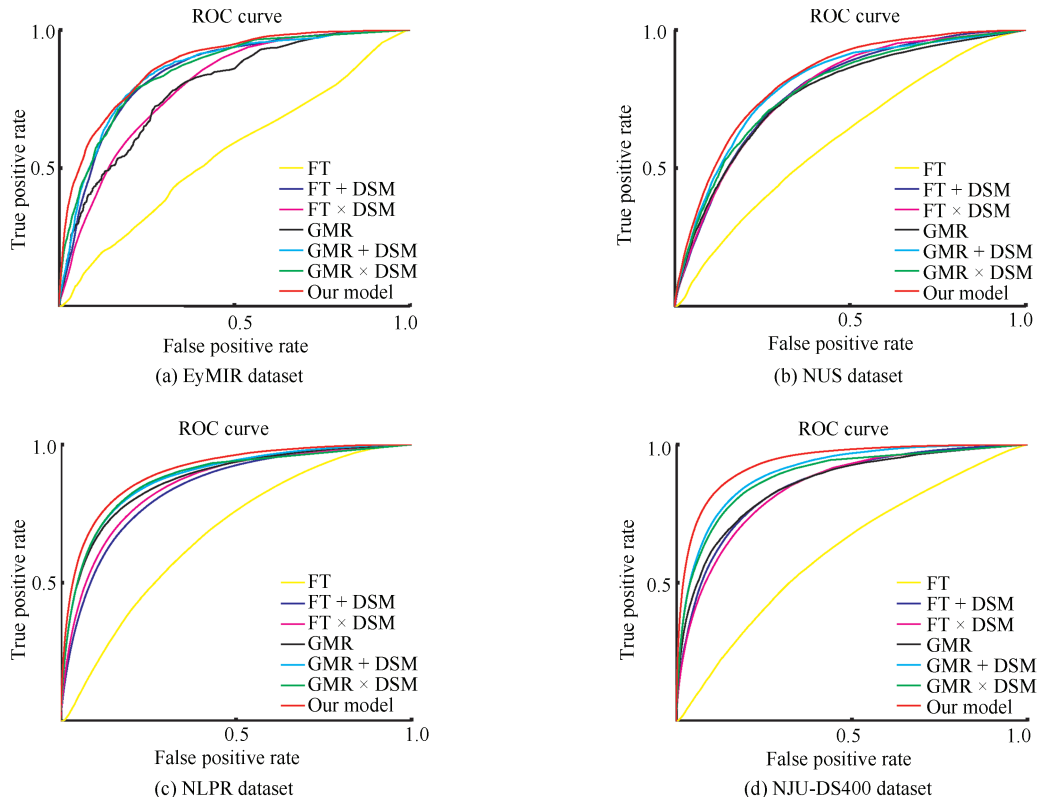 ROC curve
1.0
0.5
True positive rate
FT
FT + DSM
FT × DSM
GMR
GMR + DSM
GMR × DSM
Our model
0.5
1.0
False positive rate
(a) EyMIR dataset
ROC curve
1.0
0.5
True positive rate
FT
FT + DSM
FT × DSM
GMR
GMR + DSM
GMR × DSM
Our model
0.5
1.0
False positive rate
(b) NUS dataset
ROC curve
1.0
0.5
True positive rate
FT
FT + DSM
FT × DSM
GMR
GMR + DSM
GMR × DSM
Our model
0.5
1.0
False positive rate
(c) NLPR dataset
ROC curve
1.0
0.5
True positive rate
FT
FT + DSM
FT × DSM
GMR
GMR + DSM
GMR × DSM
Our model
0.5
1.0
False positive rate
(d) NJU-DS400 dataset